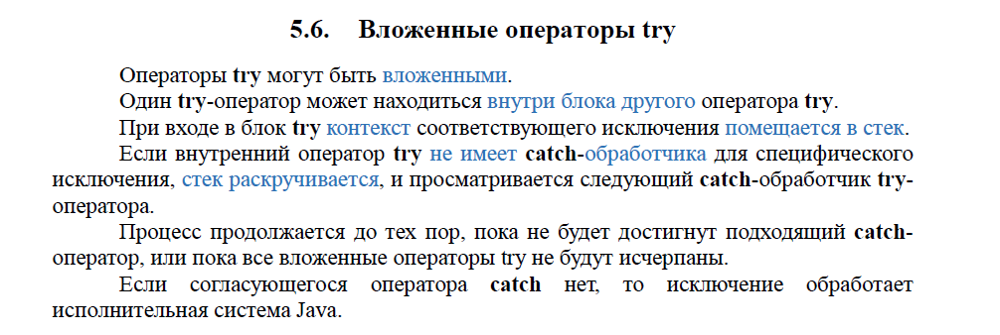 5.6. Вложенные операторы try
Операторы try могут быть вложенными.
Один try-оператор может находиться внутри блока другого оператора try.
При входе в блок try контекст соответствующего исключения помещается в стек.
Если внутренний оператор try не имеет catch-обработчика для специфического
исключения, стек раскручивается, и просматривается следующий catch-обработчик try-
оператора.
Процесс продолжается до тех пор, пока не будет достигнут подходящий catch-
оператор, или пока все вложенные операторы try не будут исчерпаны.
Если согласующегося оператора catch нет, то исключение обработает
исполнительная система Java.